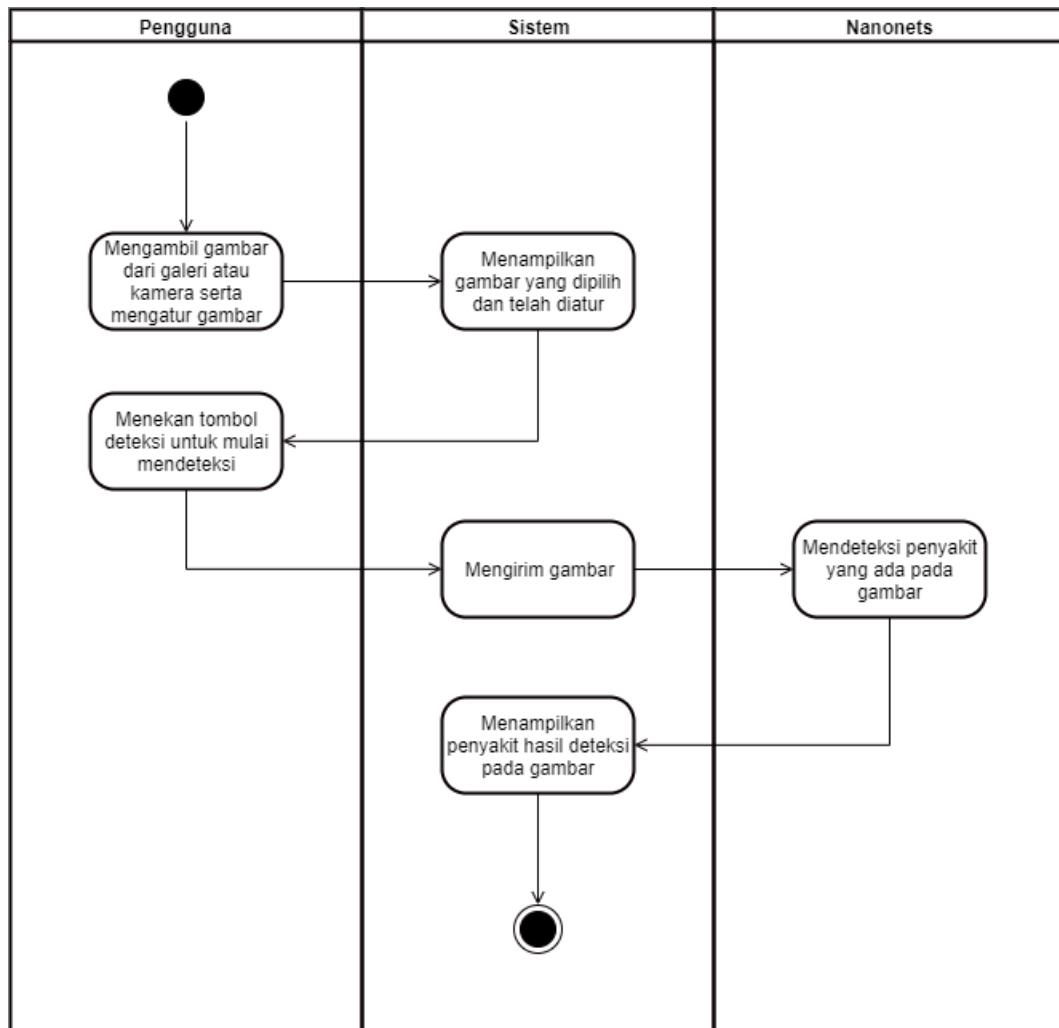 Pengguna
Sistem
Nanonets
Mengambil gambar
dari galeri atau
kamera serta
mengatur gambar
Menampilkan
gambar yang dipilih
dan telah diatur
Menekan tombol
deteksi untuk mulai
mendeteksi
Mengirim gambar
Mendeteksi penyakit
yang ada pada
gambar
Menampilkan
penyakit hasil deteksi
pada gambar